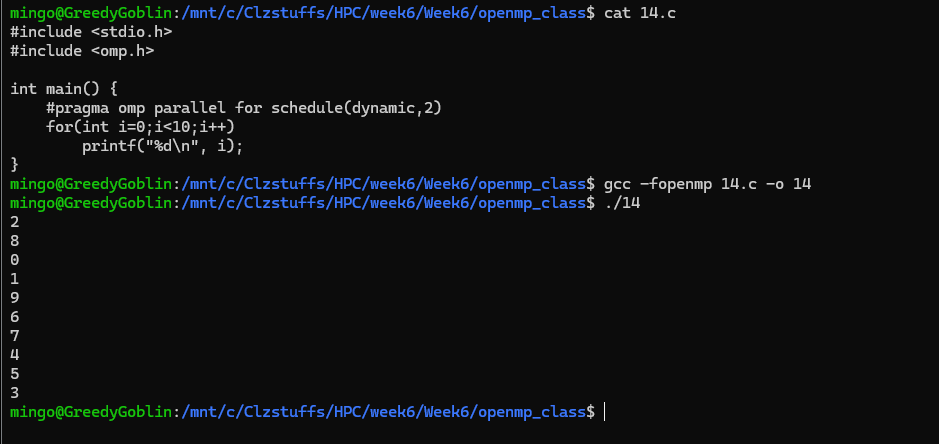 mingo@GreedyGoblin:/mnt/c/Clzstuffs/HPC/week6/Week6/openmp_class$ cat 14.c
#include <stdio.h>
#include <omp.h>

int main() {
    #pragma omp parallel for schedule(dynamic,2)
    for(int i=0;i<10;i++)
        printf("%d\n", i);
}
mingo@GreedyGoblin:/mnt/c/Clzstuffs/HPC/week6/Week6/openmp_class$ gcc -fopenmp 14.c -o 14
mingo@GreedyGoblin:/mnt/c/Clzstuffs/HPC/week6/Week6/openmp_class$ ./14
2
8
0
1
9
6
7
4
5
3
mingo@GreedyGoblin:/mnt/c/Clzstuffs/HPC/week6/Week6/openmp_class$